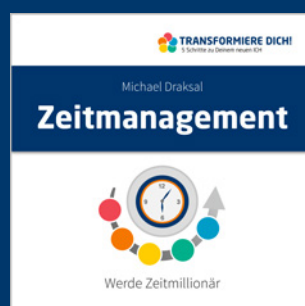 TRANSFORMIERE DICH!
5 Schritte zu Deinem neuen ICH
Michael Draksal
Zeitmanagement
Werde Zeitmillionär